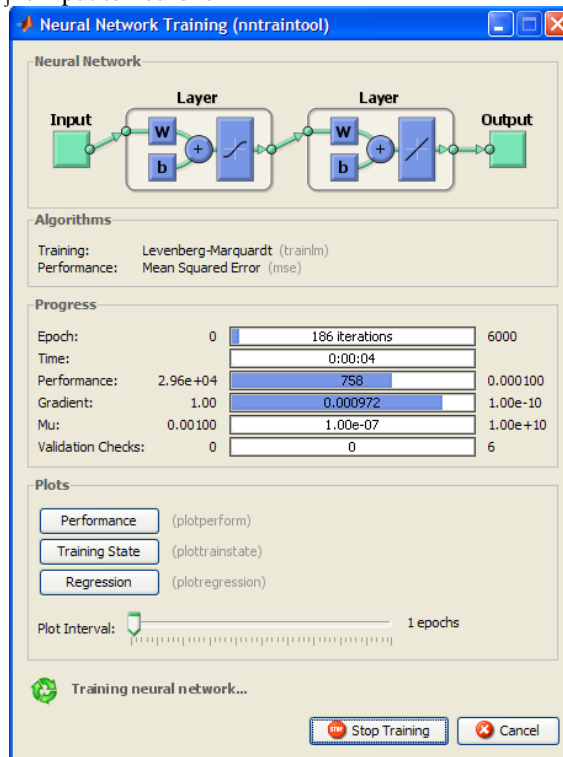 Neural Network Training (nntraintool)
Neural Network
Layer Layer
Input Output
W W
+ +
b b
Algorithms
Training: Levenberg-Marquardt (trainlm)
Performance: Mean Squared Error (mse)
Progress
Epoch: 0 186 iterations 6000
Time: 0:00:04
Performance: 2.96e+04 758 0.000100
Gradient: 1.00 0.000972 1.00e-10
Mu: 0.00100 1.00e-07 1.00e+10
Validation Checks: 0 0 6
Plots
Performance (plotperform)
Training State (plottrainstate)
Regression (plotregression)
Plot Interval: 1 epochs
Training neural network...
STOP Stop Training Cancel